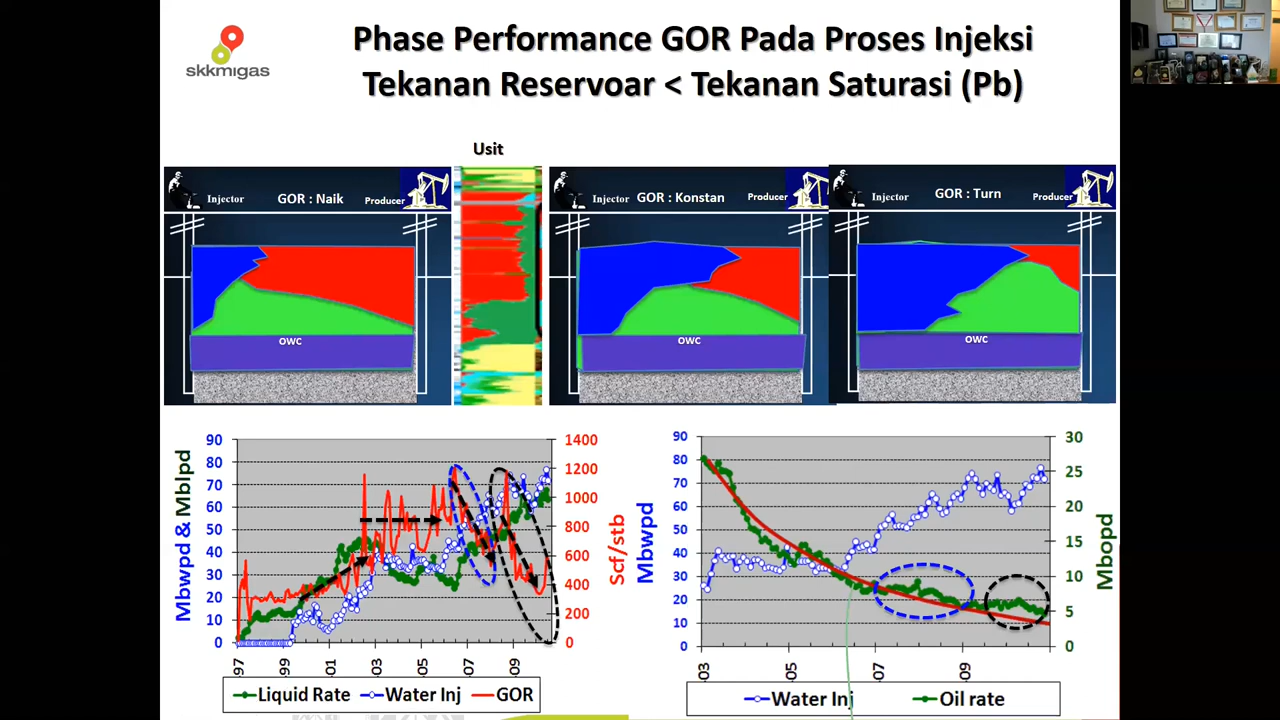 skkmigas
Phase Performance GOR Pada Proses Injeksi
Tekanan Reservoar < Tekanan Saturasi (Pb)
Usit
Injector
GOR : Naik
Producer
OWC
Injector
GOR : Konstan
Producer
OWC
Injector
GOR : Turn
Producer
OWC
Mbwpd & Mblpd
90
80
70
60
50
40
30
20
10
0
1400
1200
1000
800
600
400
200
0
Scf/stb
97
99
01
03
05
07
09
Liquid Rate
Water Inj
GOR
Mbwpd
90
80
70
60
50
40
30
20
10
0
30
25
20
15
10
5
0
Mbopd
03
05
07
09
Water Inj
Oil rate